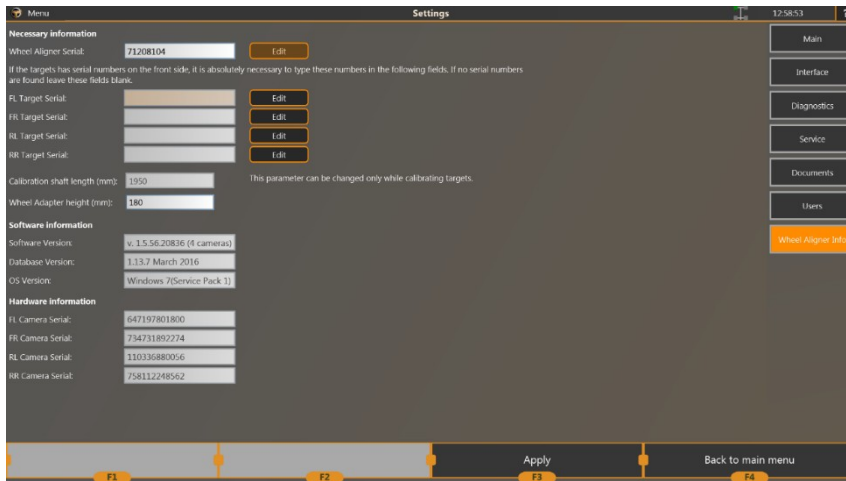 Menu
Settings
12:58:53
Necessary information
Wheel Aligner Serial: 71208104 Edit
If the targets has serial numbers on the front side, it is absolutely necessary to type these numbers in the following fields. If no serial numbers
are found leave these fields blank.
FL Target Serial: Edit
FR Target Serial: Edit
RL Target Serial: Edit
RR Target Serial: Edit
Calibration shaft length (mm): 1950 This parameter can be changed only while calibrating targets.
Wheel Adapter height (mm): 180
Software information
Software Version: v. 1.5.56.20836 (4 cameras)
Database Version: 1.13.7 March 2016
OS Version: Windows 7(Service Pack 1)
Hardware information
FL Camera Serial: 647197801800
FR Camera Serial: 734731892274
RL Camera Serial: 110336880056
RR Camera Serial: 758112248562
Main
Interface
Diagnostics
Service
Documents
Users
Wheel Aligner Info
Apply
Back to main menu
F1
F2
F3
F4